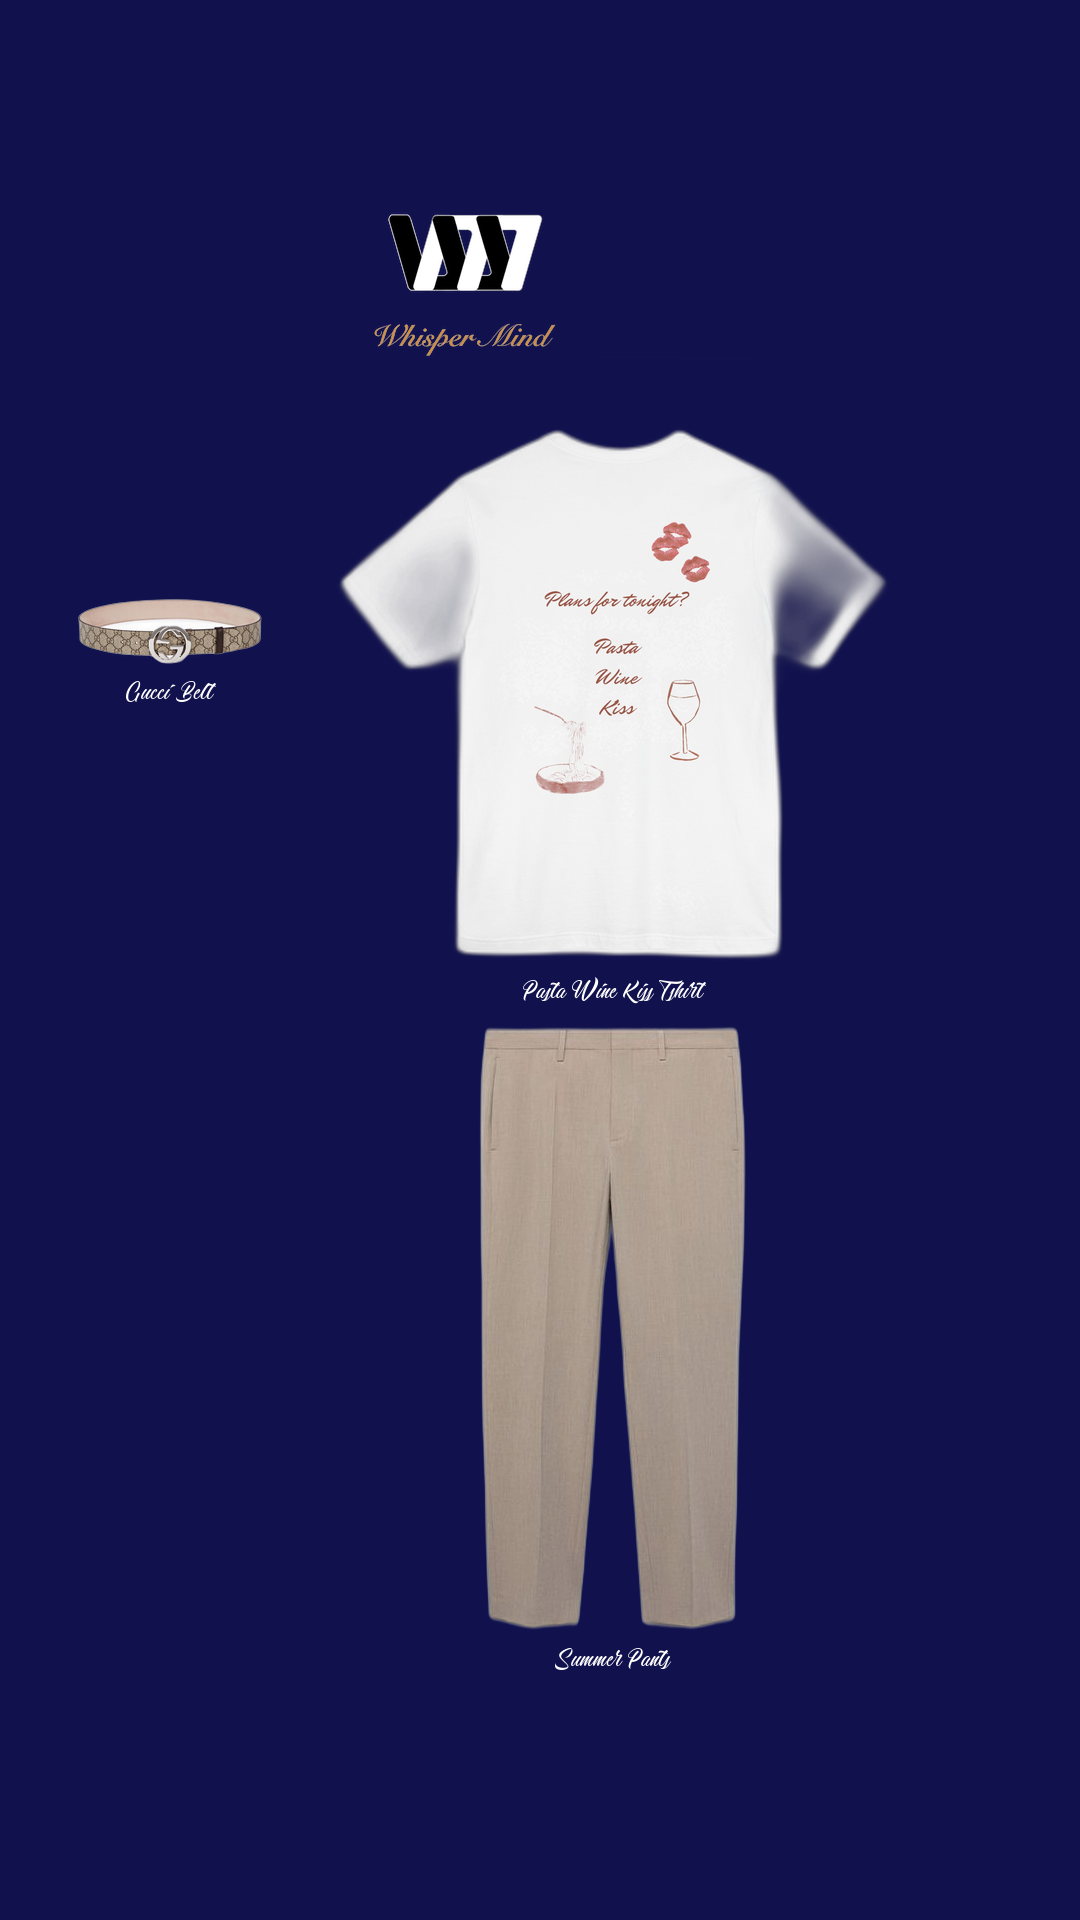 Whisper Mind
Plans for tonight?
Pasta
Wine
Kiss
Gucci Belt
Pasta Wine Kiss Tshirt
Summer Pants